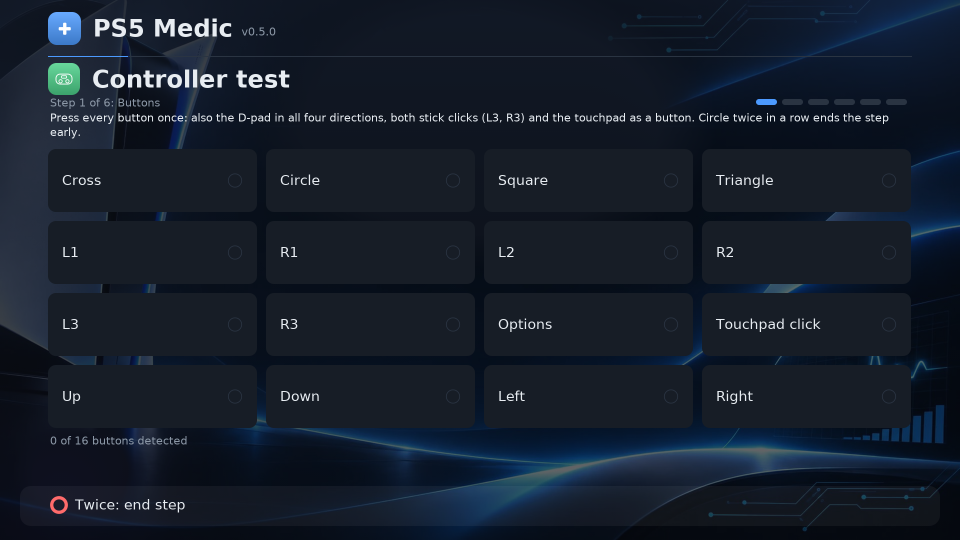 PS5 Medic v0.5.0
Controller test
Step 1 of 6: Buttons
Press every button once: also the D-pad in all four directions, both stick clicks (L3, R3) and the touchpad as a button. Circle twice in a row ends the step
early.
Cross
Circle
Square
Triangle
L1
R1
L2
R2
L3
R3
Options
Touchpad click
Up
Down
Left
Right
0 of 16 buttons detected
Twice: end step